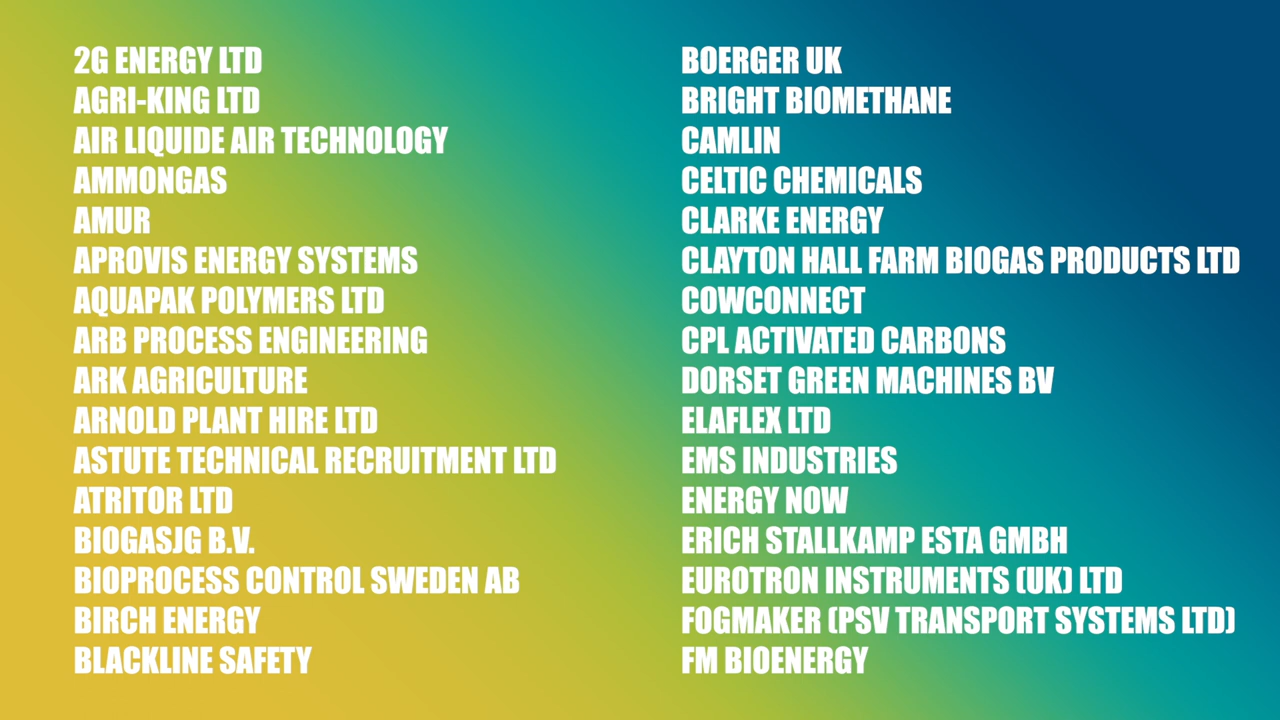 2G ENERGY LTD
AGRI-KING LTD
AIR LIQUIDE AIR TECHNOLOGY
AMMONGAS
AMUR
APROVIS ENERGY SYSTEMS
AQUAPAK POLYMERS LTD
ARB PROCESS ENGINEERING
ARK AGRICULTURE
ARNOLD PLANT HIRE LTD
ASTUTE TECHNICAL RECRUITMENT LTD
ATRITOR LTD
BIOGASJG B.V.
BIOPROCESS CONTROL SWEDEN AB
BIRCH ENERGY
BLACKLINE SAFETY
BOERGER UK
BRIGHT BIOMETHANE
CAMLIN
CELTIC CHEMICALS
CLARKE ENERGY
CLAYTON HALL FARM BIOGAS PRODUCTS LTD
COWCONNECT
CPL ACTIVATED CARBONS
DORSET GREEN MACHINES BV
ELAFLEX LTD
EMS INDUSTRIES
ENERGY NOW
ERICH STALLKAMP ESTA GMBH
EUROTRON INSTRUMENTS (UK) LTD
FOGMAKER (PSV TRANSPORT SYSTEMS LTD)
FM BIOENERGY